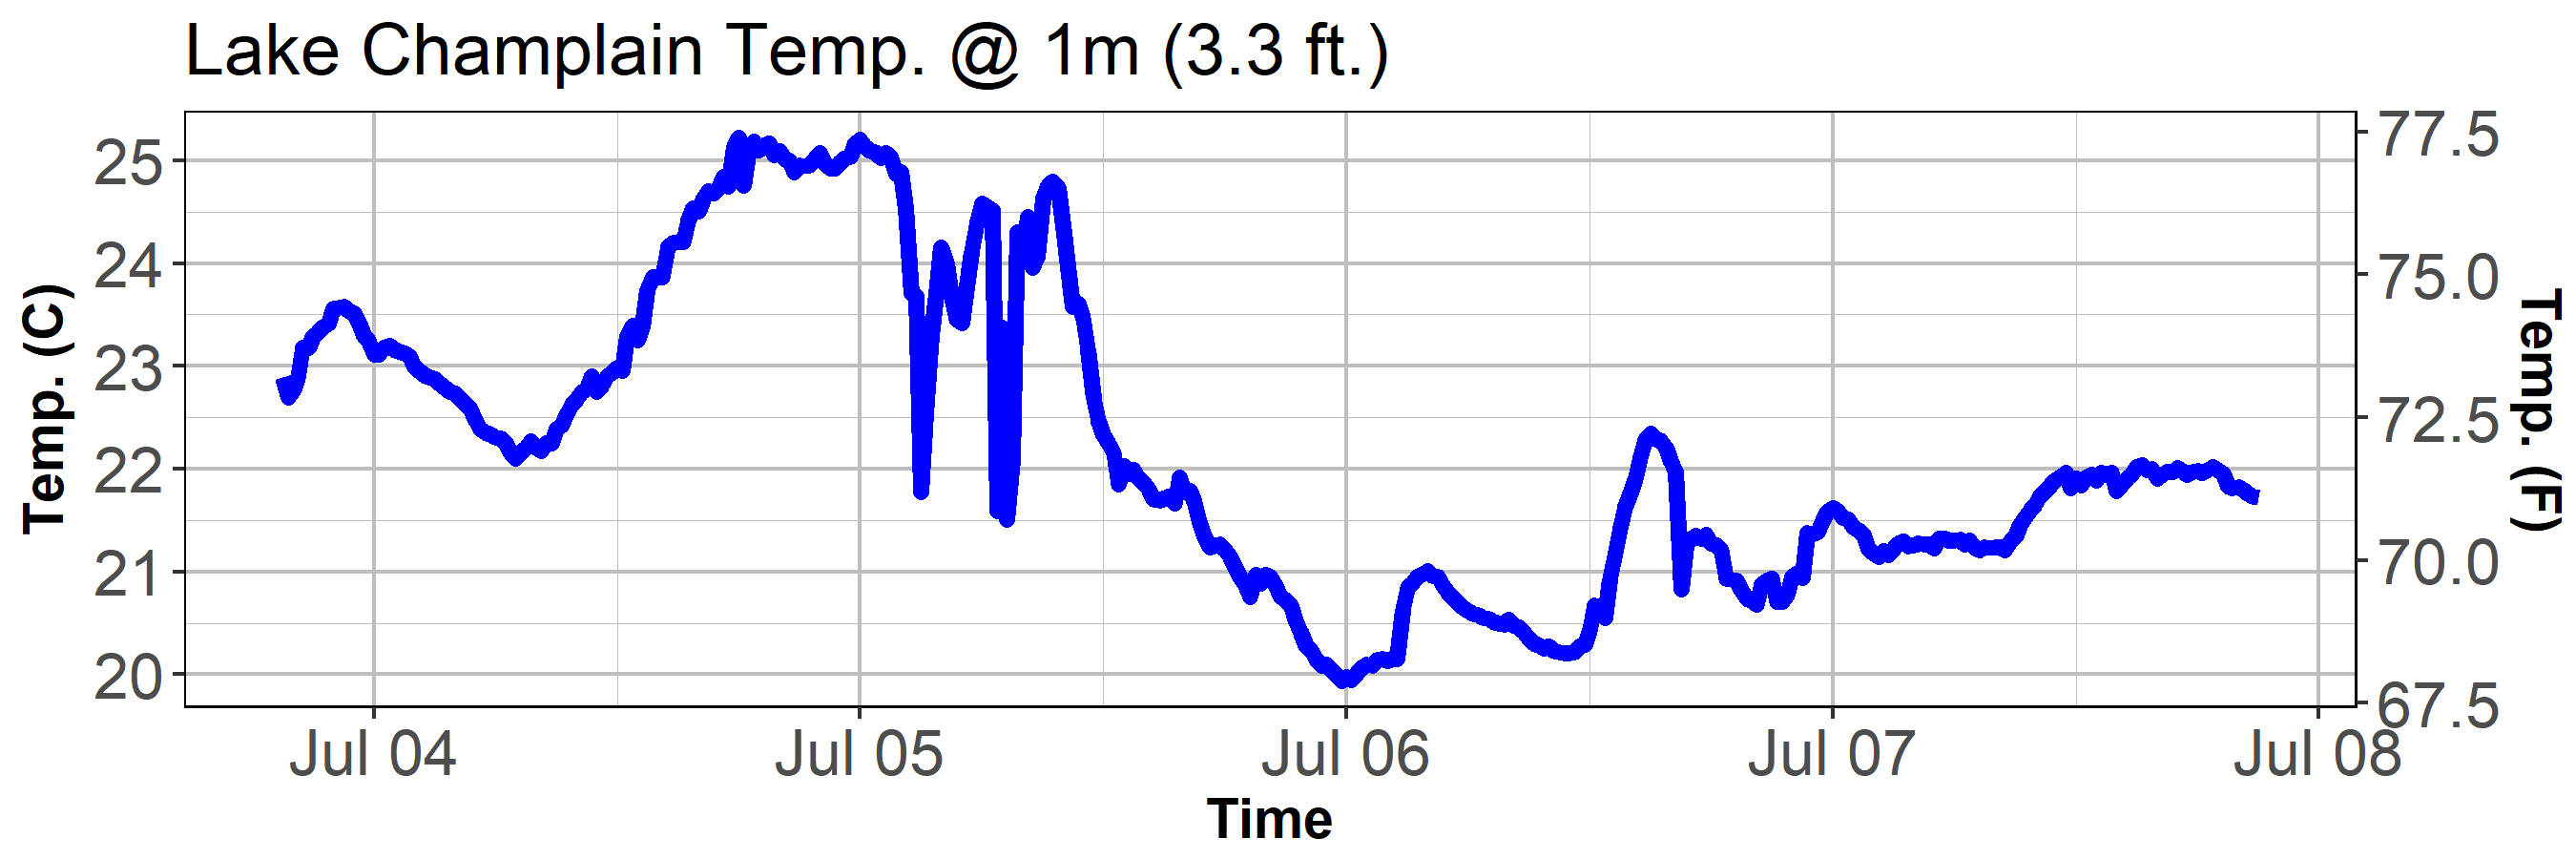 Lake Champlain Temp. @ 1m (3.3 ft.)
Temp. (C)
25
24
23
22
21
20
77.5
75.0
72.5
70.0
67.5
Temp. (F)
Jul 04 Jul 05 Jul 06 Jul 07 Jul 08
Time